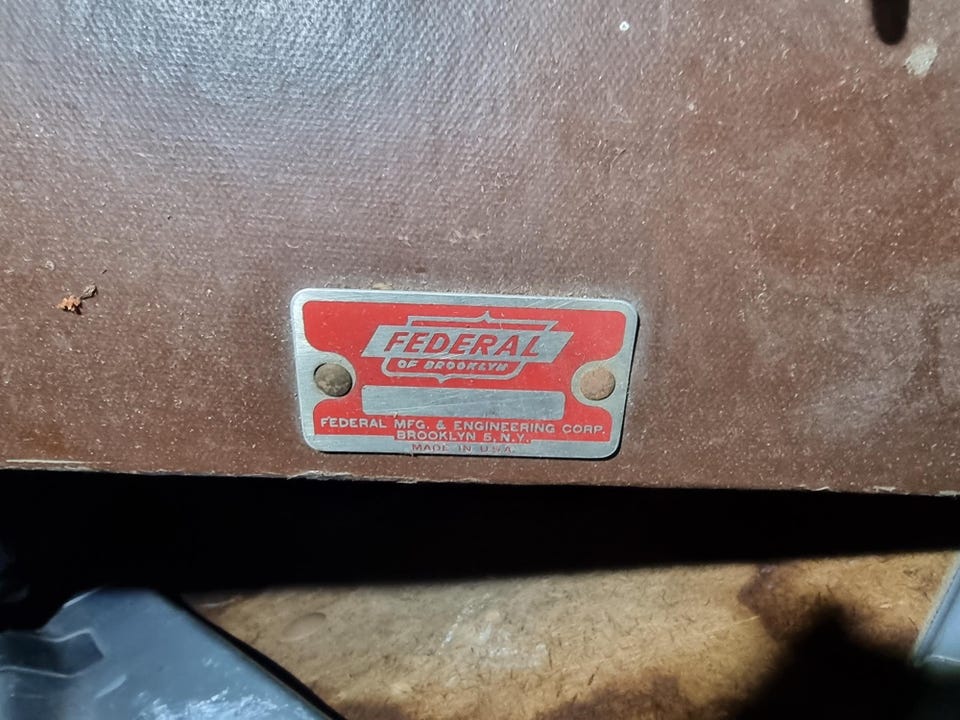 FEDERAL
OF BROOKLYN
FEDERAL MFG. & ENGINEERING CORP.
BROOKLYN 5, N.Y.
MADE IN U.S.A.